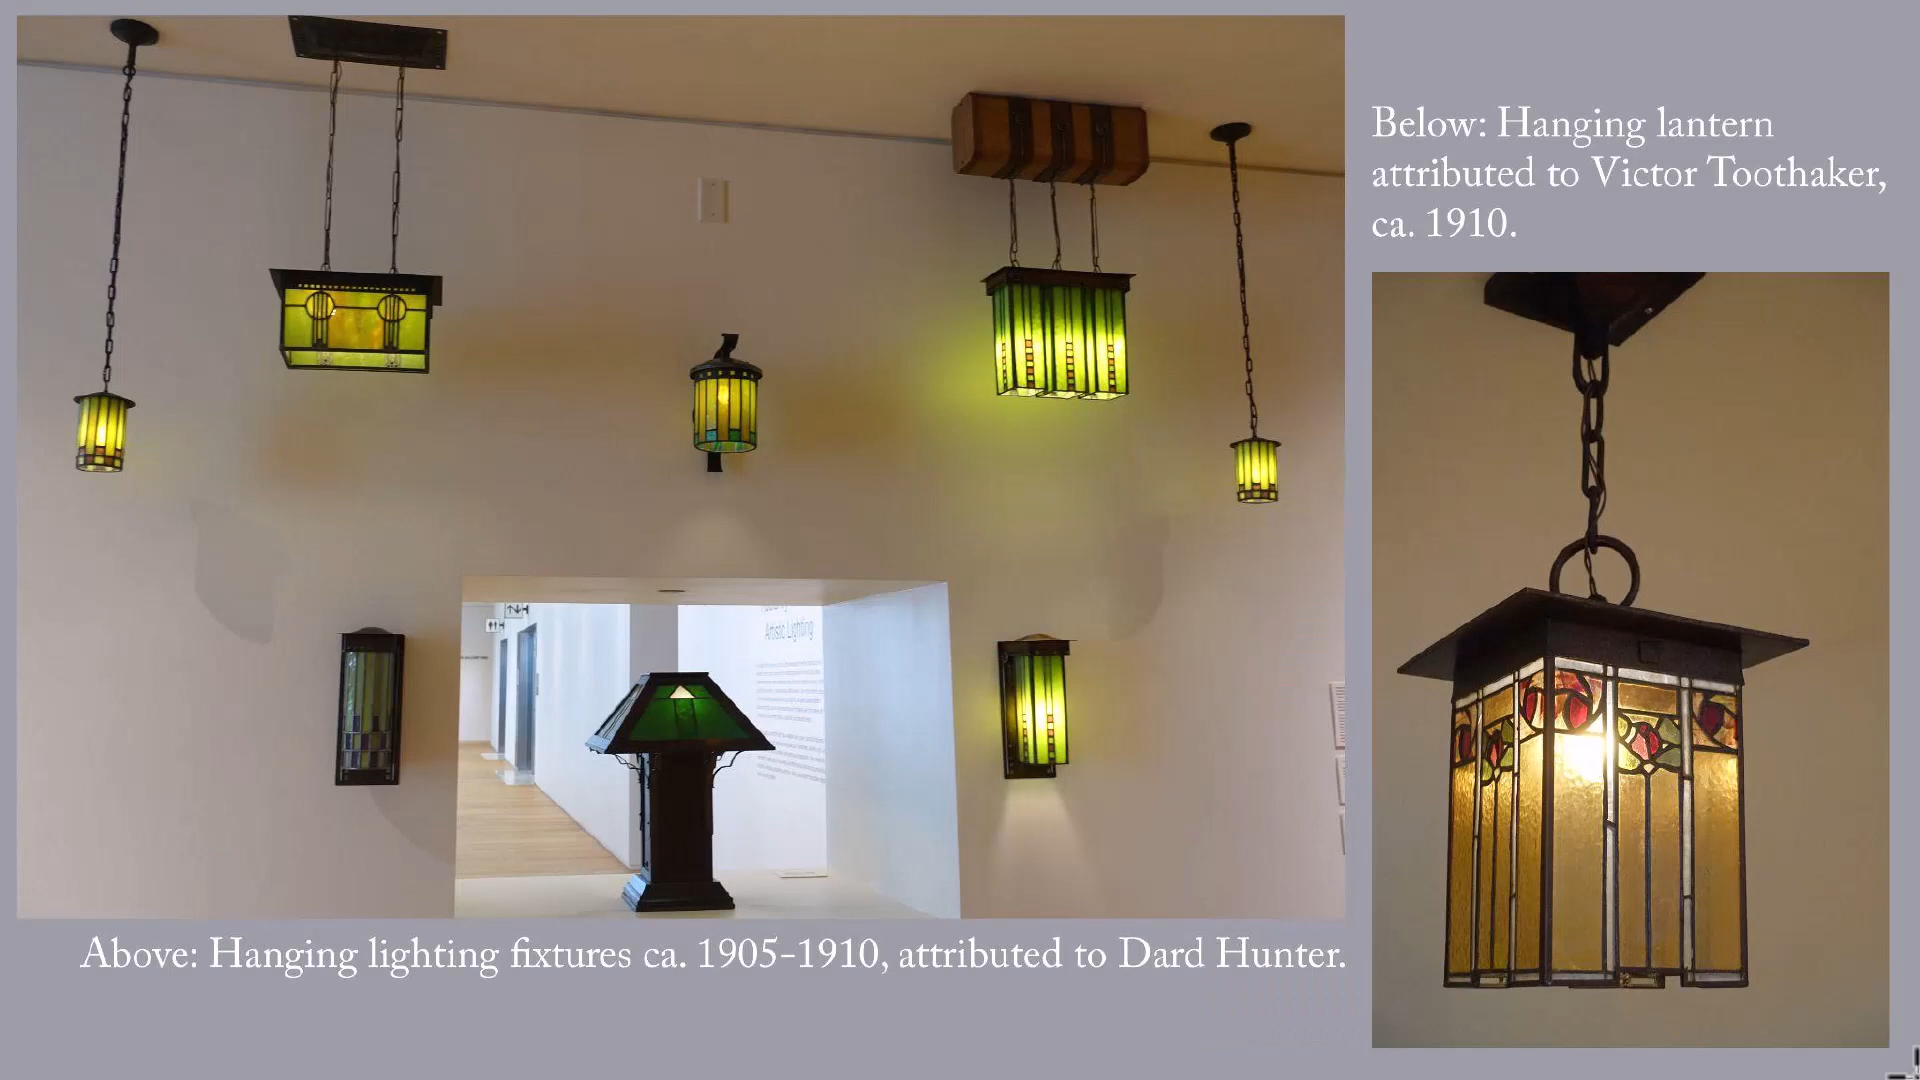 Below: Hanging lantern
attributed to Victor Toothaker,
ca. 1910.
Artistic Lighting
Above: Hanging lighting fixtures ca. 1905-1910, attributed to Dard Hunter.